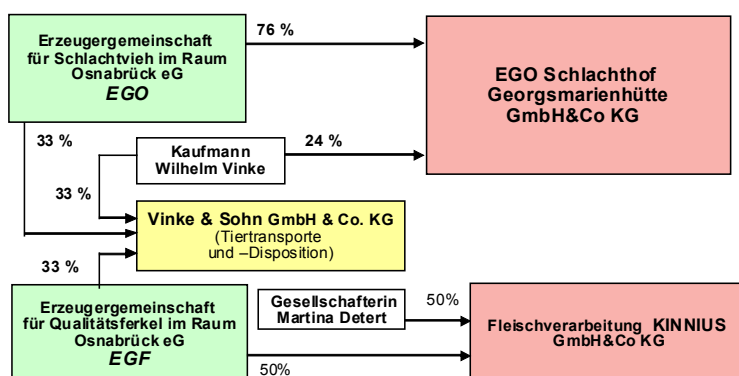 Erzeugergemeinschaft
für Schlachtvieh im Raum
Osnabrück eG
EGO
76 %
EGO Schlachthof
Georgsmarienhütte
GmbH&Co KG
33 %
Kaufmann
Wilhelm Vinke
24 %
33 %
Vinke & Sohn GmbH & Co. KG
(Tiertransporte
und –Disposition)
33 %
Erzeugergemeinschaft
für Qualitätsferkel im Raum
Osnabrück eG
EGF
Gesellschafterin
Martina Detert
50%
Fleischverarbeitung KINNIUS
GmbH&Co KG
50%